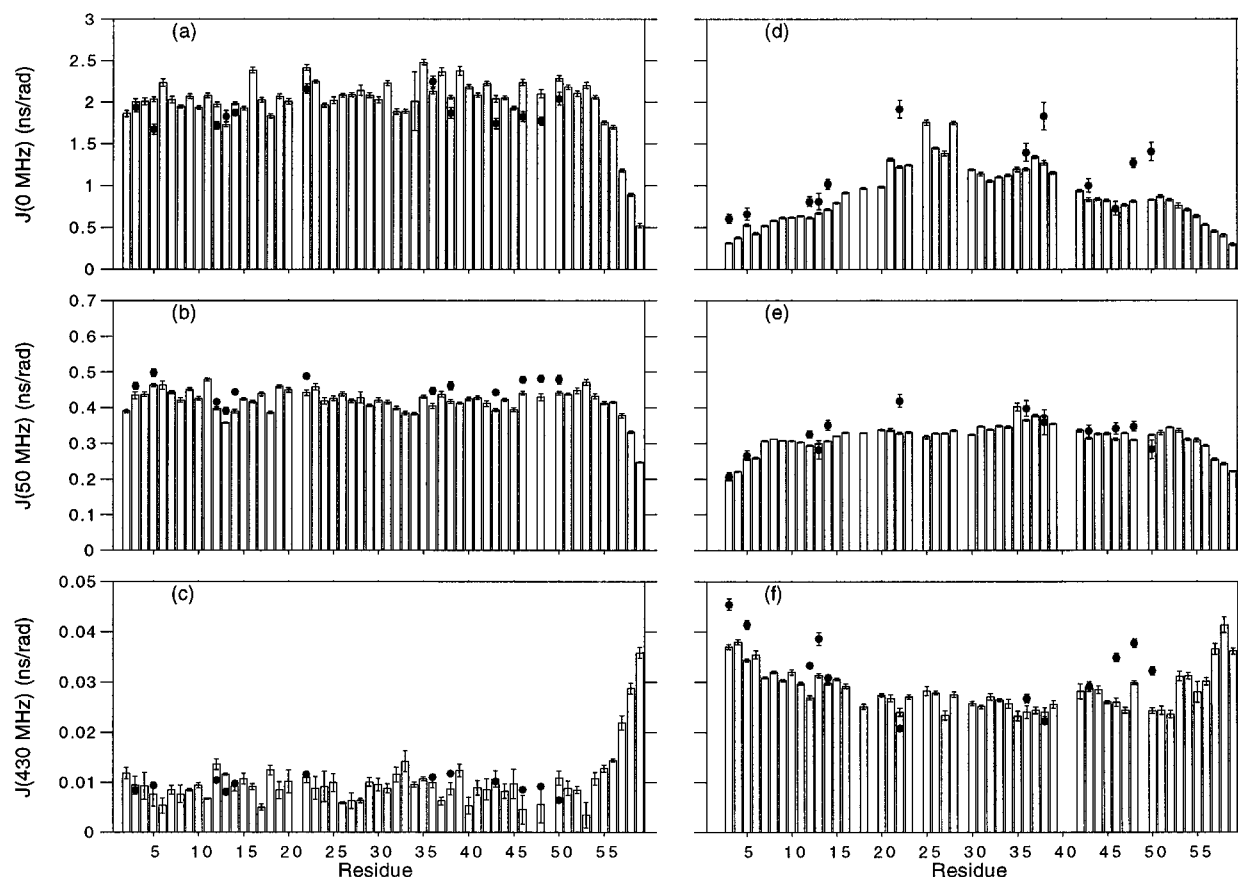 (a)
(d)
J(0 MHz) (ns/rad)
3
2.5
2
1.5
1
0.5
0
(b)
(e)
J(50 MHz) (ns/rad)
0.7
0.6
0.5
0.4
0.3
0.2
0.1
0
(c)
(f)
J(430 MHz) (ns/rad)
0.05
0.04
0.03
0.02
0.01
0
5 10 15 20 25 30 35 40 45 50 55
5 10 15 20 25 30 35 40 45 50 55
Residue
Residue